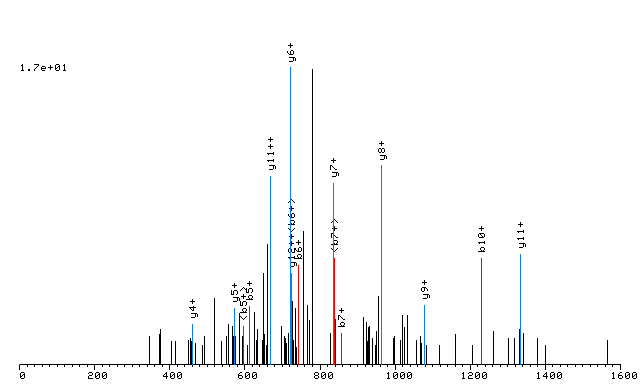 1.7e+01
y4+
y5+
<b5+>
b5+
y11++
y6+
<b6+>
y12++
b6+
y7+
<b7+>
b7+
y8+
y9+
b10+
y11+
0 200 400 600 800 1000 1200 1400 1600